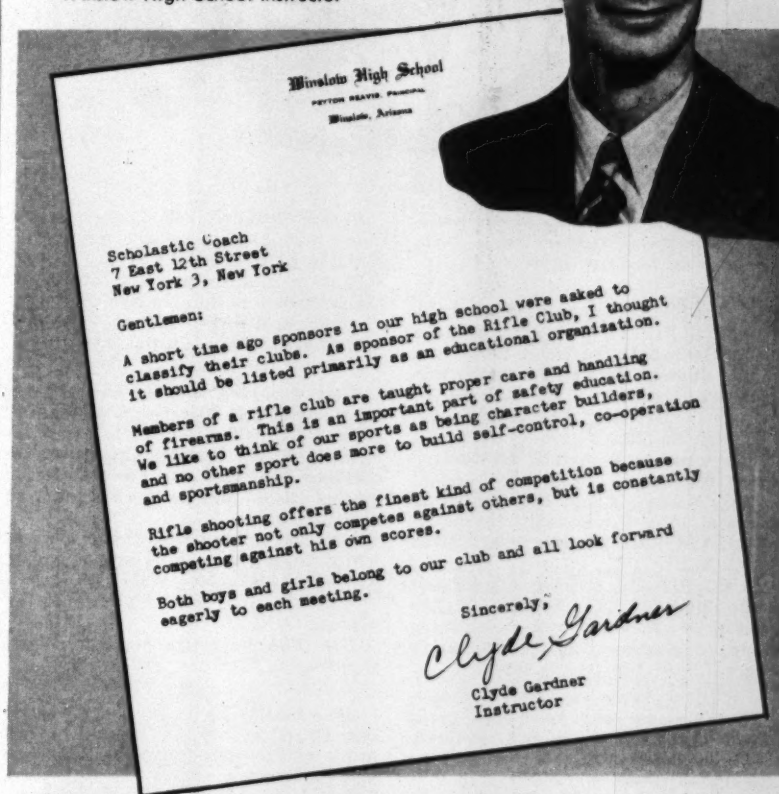 Winslow High School Instructor
Winslow High School
PEYTON REAVIS, PRINCIPAL
Winslow, Arizona
Scholastic Coach
7 East 12th Street
New York 3, New York
Gentlemen:
A short time ago sponsors in our high school were asked to
classify their clubs. As sponsor of the Rifle Club, I thought
it should be listed primarily as an educational organization.
Members of a rifle club are taught proper care and handling
of firearms. This is an important part of safety education.
We like to think of our sports as being character builders,
and no other sport does more to build self-control, co-operation
and sportsmanship.
Rifle shooting offers the finest kind of competition because
the shooter not only competes against others, but is constantly
competing against his own scores.
Both boys and girls belong to our club and all look forward
eagerly to each meeting.
Sincerely,
Clyde Gardner
Clyde Gardner
Instructor